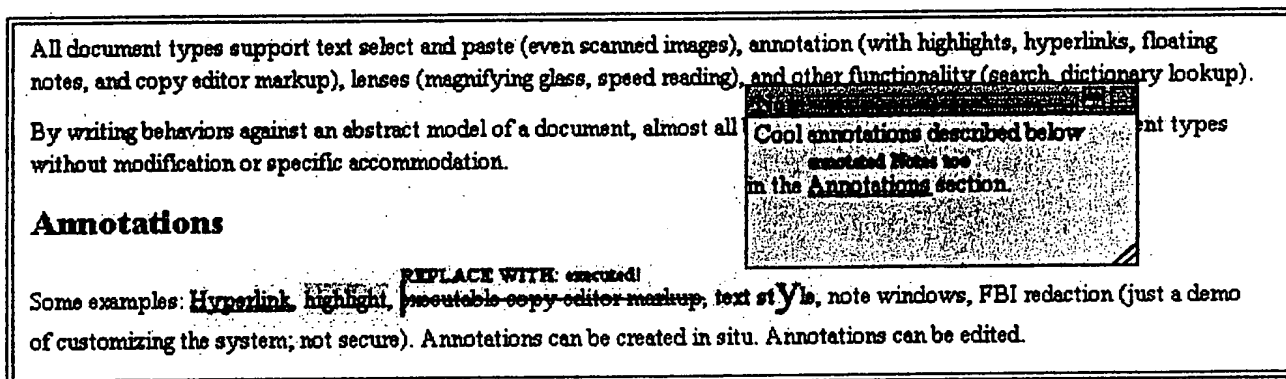 All document types support text select and paste (even scanned images), annotation (with highlights, hyperlinks, floating
notes, and copy editor markup), lenses (magnifying glass, speed reading), and other functionality (search, dictionary lookup).
By writing behaviors against an abstract model of a document, almost all
types
without modification or specific accommodation.
Cool annotations described below
annotated Notes too
in the Annotations section.
Annotations
REPLACE WITH: executed!
Some examples: Hyperlink, highlight, executable copy editor markup, text style, note windows, FBI redaction (just a demo
of customizing the system; not secure). Annotations can be created in situ. Annotations can be edited.